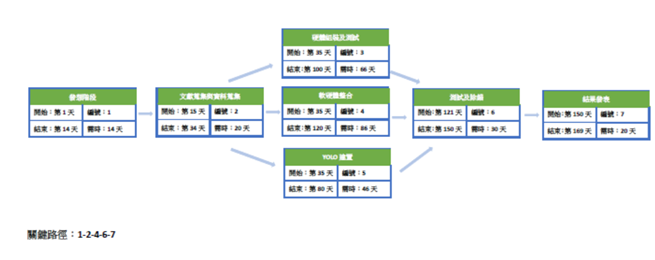 硬體組裝及測試
開始：第 35 天 編號：3
結束：第 100 天 需時：66 天
發想階段
開始：第 1 天 編號：1
結束：第 14 天 需時：14 天
文獻蒐集與資料蒐集
開始：第 15 天 編號：2
結束：第 34 天 需時：20 天
軟硬體整合
開始：第 35 天 編號：4
結束：第 120 天 需時：86 天
測試及除錯
開始：第 121 天 編號：6
結束：第 150 天 需時：30 天
結果發表
開始：第 150 天 編號：7
結束：第 169 天 需時：20 天
YOLO 建置
開始：第 35 天 編號：5
結束：第 80 天 需時：46 天
關鍵路徑：1-2-4-6-7